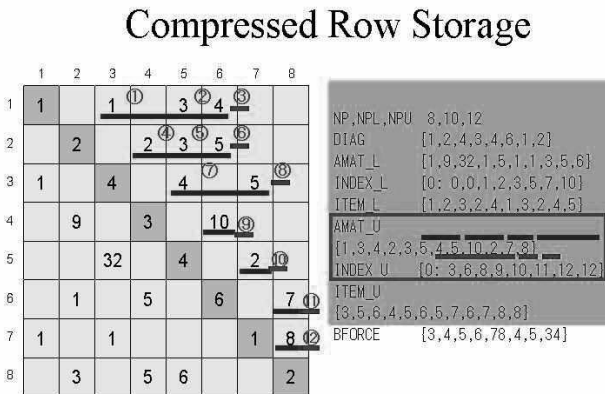 Compressed Row Storage
1 2 3 4 5 6 7 8
1 1 1 ① 3 ② 4 ③
2 2 2 ④ 3 ⑤ 5 ⑥
3 1 4 4 ⑦ 5 ⑧
4 9 3 10 ⑨
5 32 4 2 ⑩
6 1 5 6 7 ⑪
7 1 1 1 8 ⑫
8 3 5 6 2
NP,NPL,NPU 8,10,12
DIAG {1,2,4,3,4,6,1,2}
AMAT_L {1,9,32,1,5,1,1,3,5,6}
INDEX_L {0: 0,0,1,2,3,5,7,10}
ITEM_L {1,2,3,2,4,1,3,2,4,5}
AMAT_U
{1,3,4,2,3,5,4,5,10,2,7,8}
INDEX_U {0: 3,6,8,9,10,11,12,12}
ITEM_U
{3,5,6,4,5,6,5,7,6,7,8,8}
BFORCE {3,4,5,6,78,4,5,34}